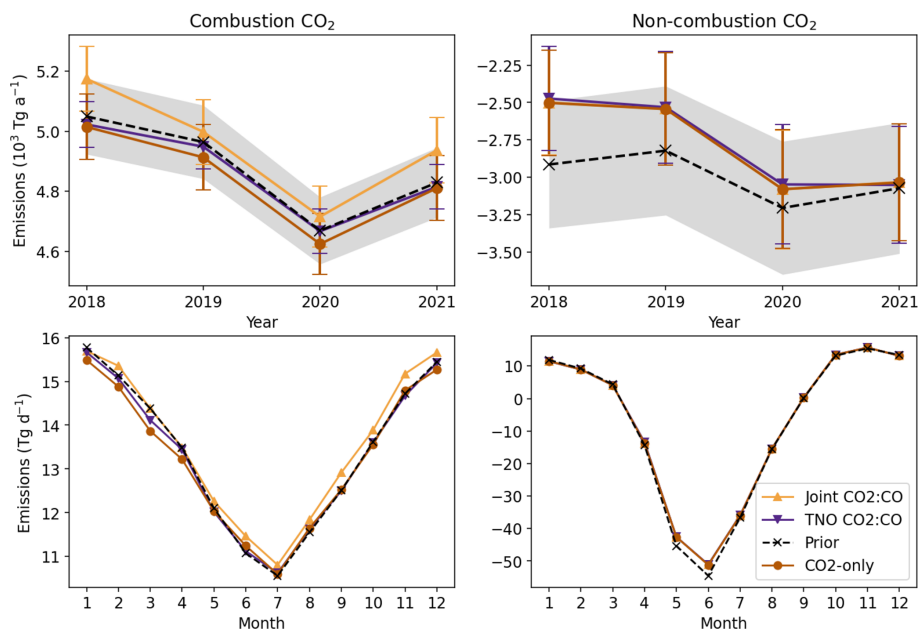 Combustion CO₂
Non-combustion CO₂
Emissions (10³ Tg a⁻¹)
5.2
5.0
4.8
4.6
2018 2019 2020 2021
Year
−2.25
−2.50
−2.75
−3.00
−3.25
−3.50
2018 2019 2020 2021
Year
Emissions (Tg d⁻¹)
16
15
14
13
12
11
1 2 3 4 5 6 7 8 9 10 11 12
Month
10
0
−10
−20
−30
−40
−50
1 2 3 4 5 6 7 8 9 10 11 12
Month
Joint CO2:CO
TNO CO2:CO
Prior
CO2-only